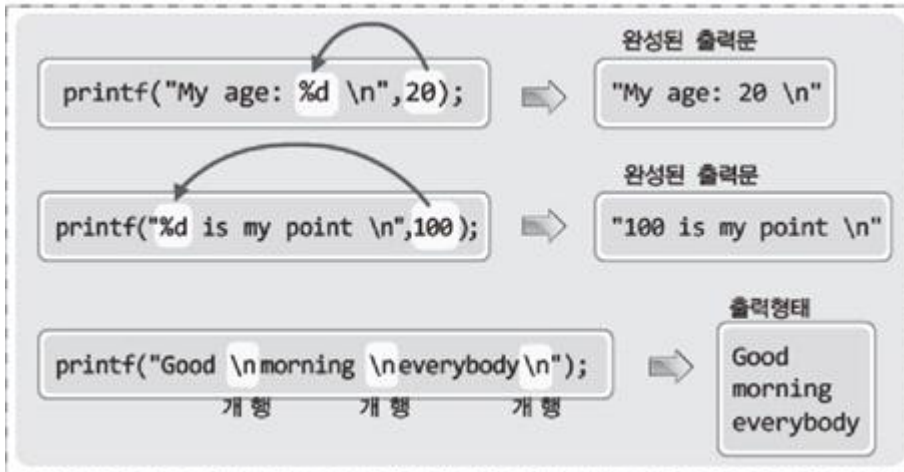 완성된 출력문
printf("My age: %d \n",20);
"My age: 20 \n"
완성된 출력문
printf("%d is my point \n",100);
"100 is my point \n"
출력형태
printf("Good \nmorning \neverybody\n");
개 행
개 행
개 행
Good
morning
everybody